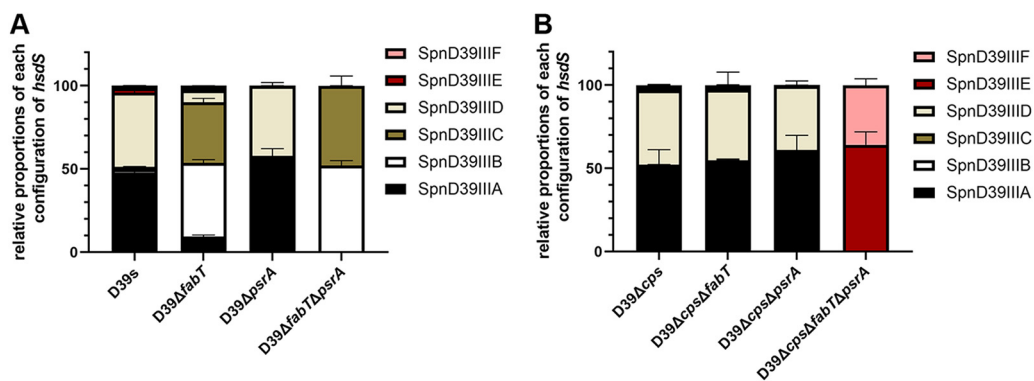 A
relative proportions of each
configuration of hsdS
100
50
0
D39s
D39ΔfabT
D39ΔpsrA
D39ΔfabTΔpsrA
SpnD39IIIF
SpnD39IIIE
SpnD39IIID
SpnD39IIIC
SpnD39IIIB
SpnD39IIIA
B
relative proportions of each
configuration of hsdS
100
50
0
D39Δcps
D39ΔcpsΔfabT
D39ΔcpsΔpsrA
D39ΔcpsΔfabTΔpsrA
SpnD39IIIF
SpnD39IIIE
SpnD39IIID
SpnD39IIIC
SpnD39IIIB
SpnD39IIIA